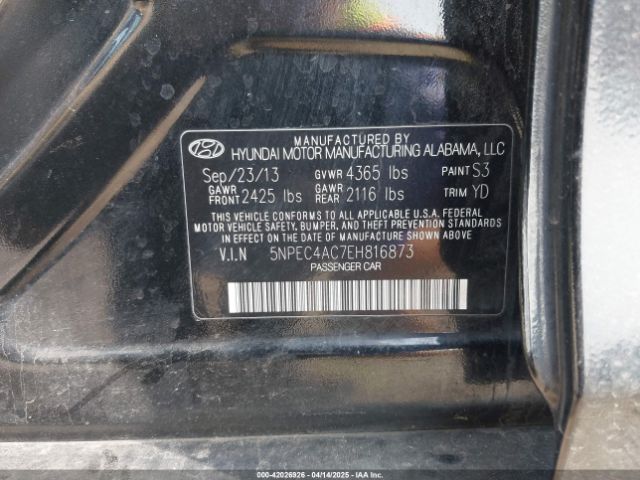 MANUFACTURED BY
HYUNDAI MOTOR MANUFACTURING ALABAMA, LLC
Sep/23/13 GVWR 4365 lbs PAINT S3
GAWR FRONT 2425 lbs GAWR REAR 2116 lbs TRIM YD
THIS VEHICLE CONFORMS TO ALL APPLICABLE U.S.A. FEDERAL
MOTOR VEHICLE SAFETY, BUMPER, AND THEFT PREVENTION STANDARDS
IN EFFECT ON THE DATE OF MANUFACTURE SHOWN ABOVE.
V.I.N 5NPEC4AC7EH816873
PASSENGER CAR
000-42026926 - 04/14/2025 - AMCHR